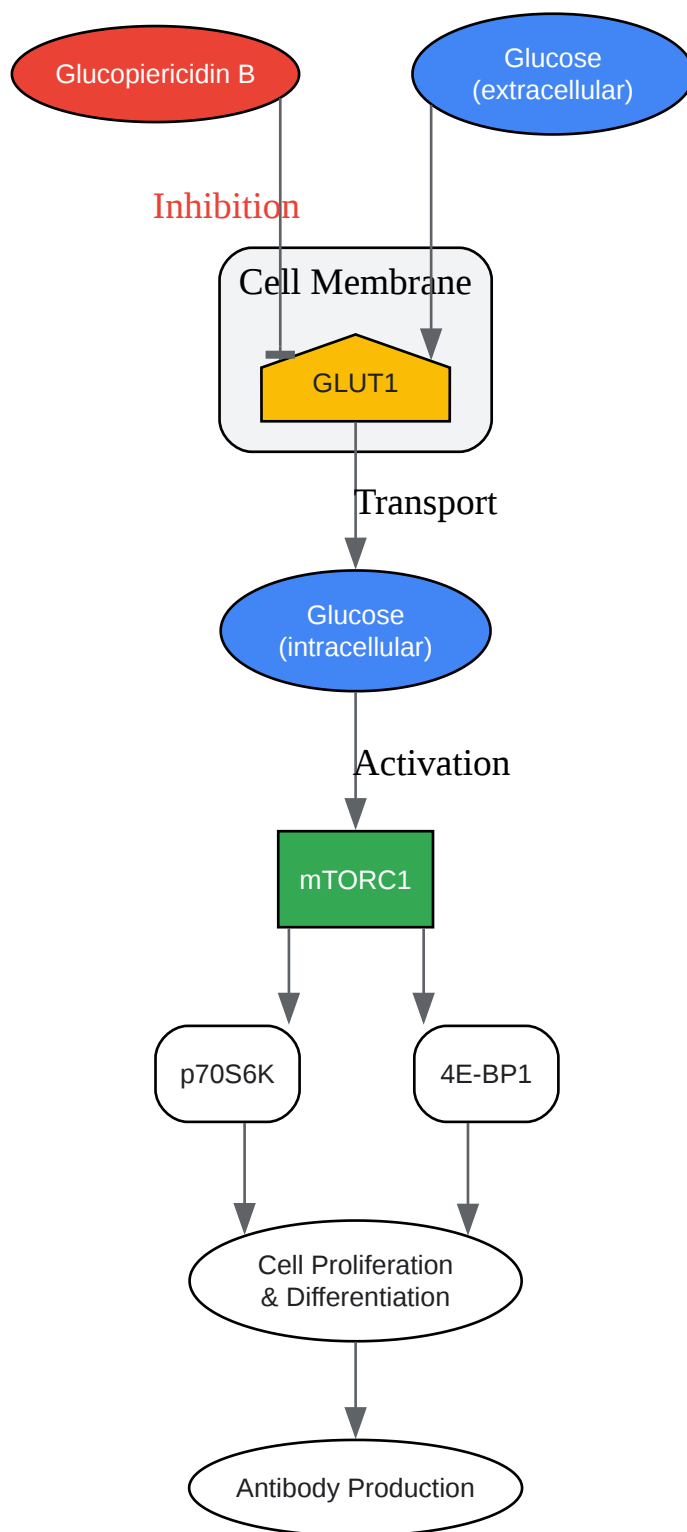 Glucopiericidin B
Glucose
(extracellular)
Inhibition
Cell Membrane
GLUT1
Transport
Glucose
(intracellular)
Activation
mTORC1
p70S6K
4E-BP1
Cell Proliferation
& Differentiation
Antibody Production